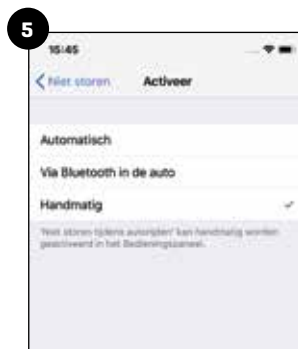 5
15:45
Niet storen
Activeer
Automatisch
Via Bluetooth in de auto
Handmatig
'Niet storen tijdens autorijden' kan handmatig worden
geactiveerd in het Bedieningspaneel.